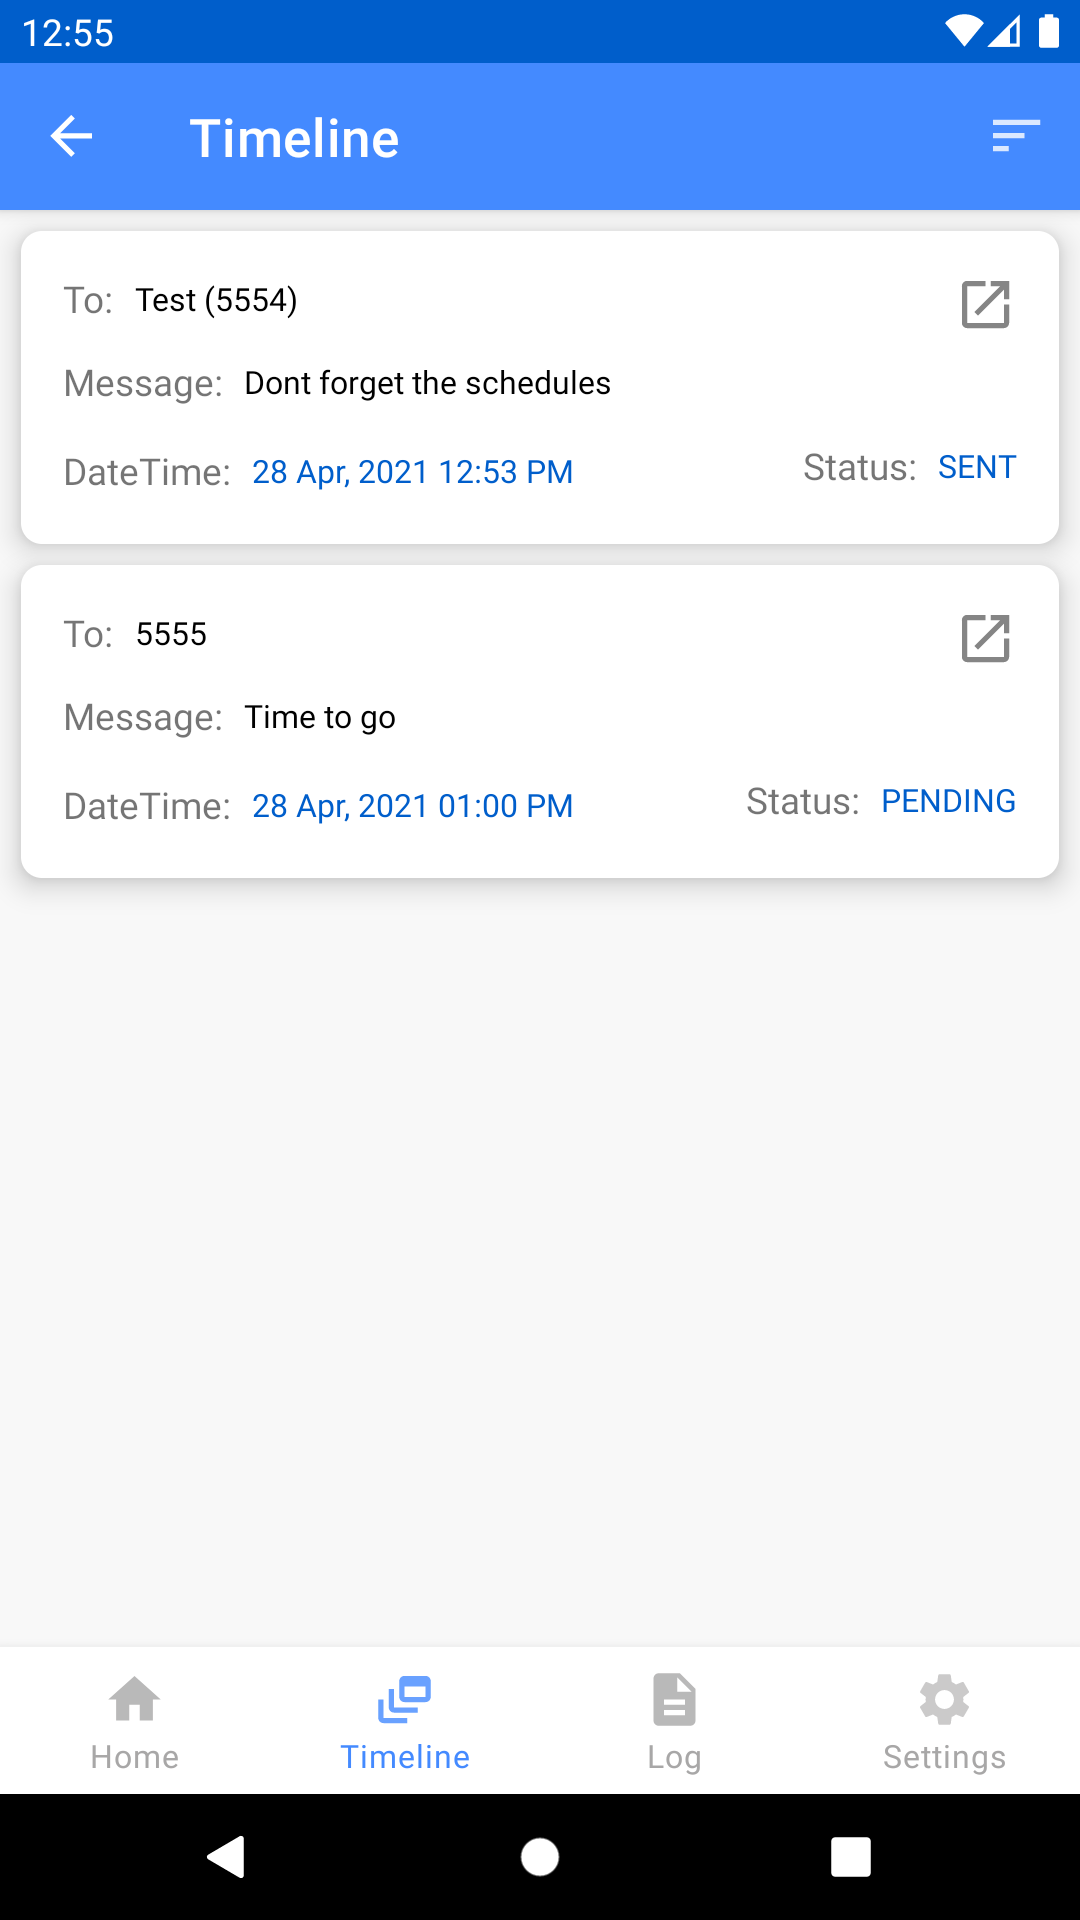 12:55
Timeline
To: Test (5554)
Message: Dont forget the schedules
DateTime: 28 Apr, 2021 12:53 PM Status: SENT
To: 5555
Message: Time to go
DateTime: 28 Apr, 2021 01:00 PM Status: PENDING
Home Timeline Log Settings